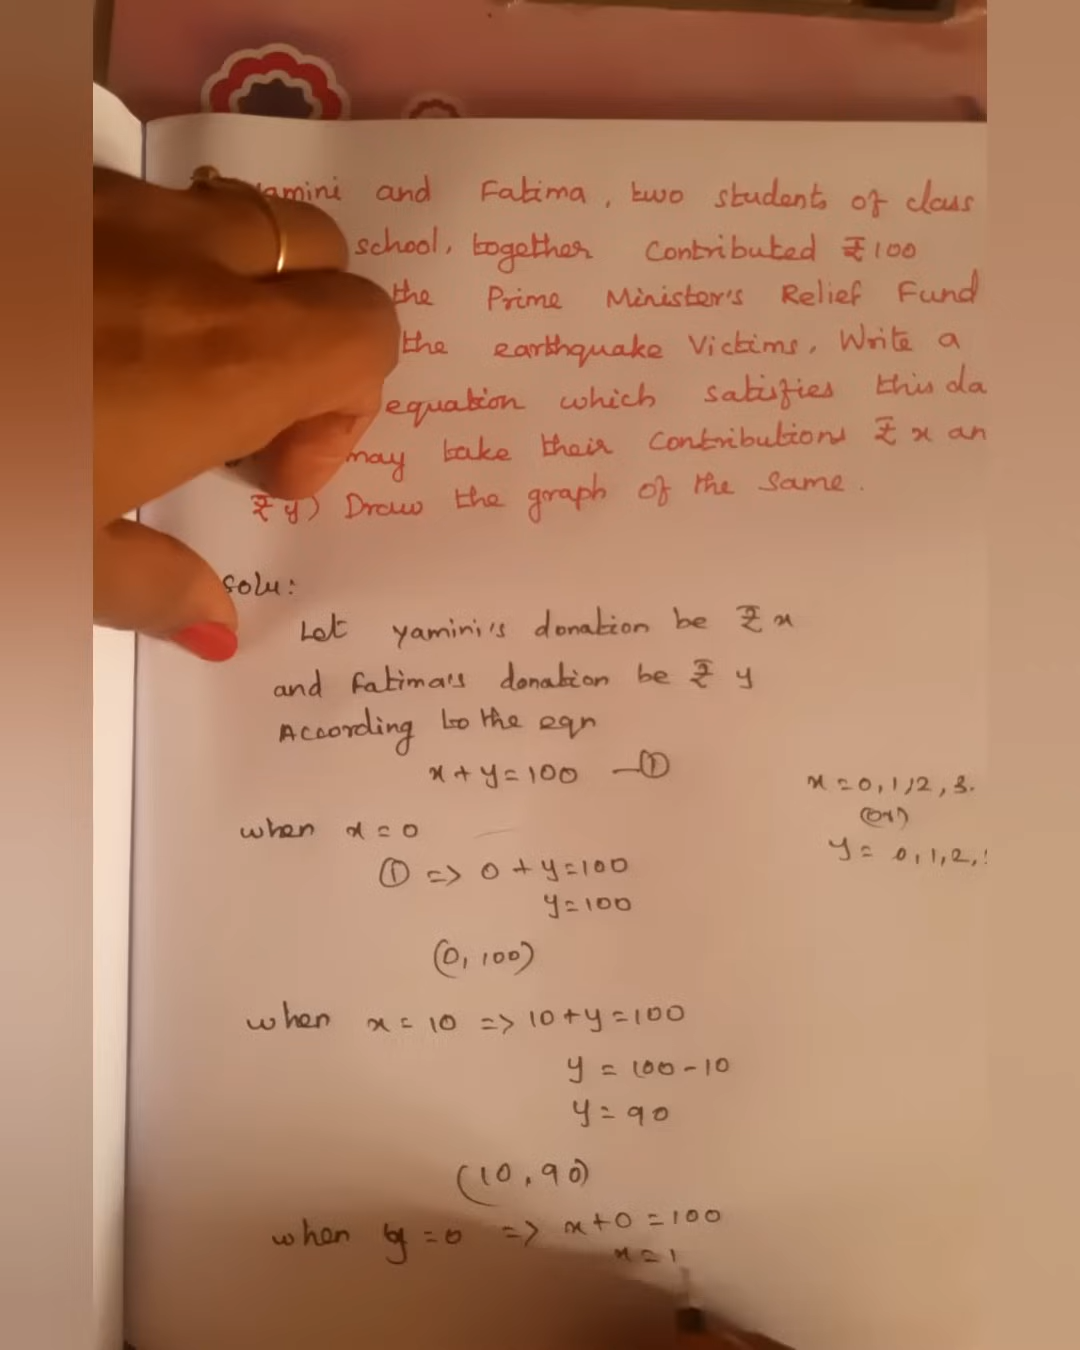 amini and Fatima, two students of class
school, together contributed ₹100
the Prime Minister's Relief Fund
the earthquake Victims. Write a
equation which satisfies this da
may take their contributions ₹ x an
₹ y) Draw the graph of the same.
Solu:
Let yamini's donation be ₹ x
and Fatima's donation be ₹ y
According to the eqn
x + y = 100 —①
x = 0, 1, 2, 3.
(or)
y = 0, 1, 2,
when x = 0
① => 0 + y = 100
y = 100
(0, 100)
when x = 10 => 10 + y = 100
y = 100 - 10
y = 90
(10, 90)
when y = 0 => x + 0 = 100
x = 1